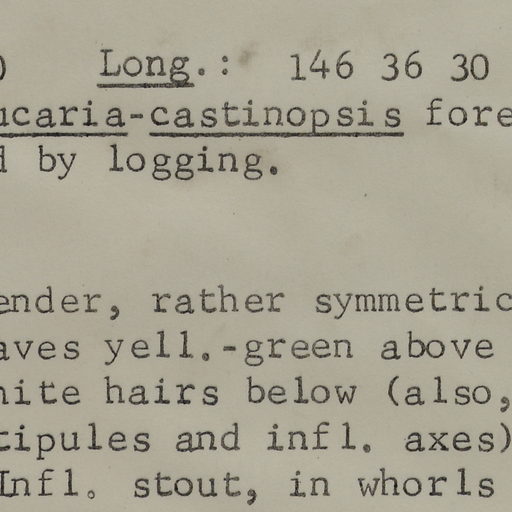 ) Long.: 146 36 30
ucaria-castinopsis fore
d by logging.
ender, rather symmetric
aves yell.-green above
hite hairs below (also,
tipules and infl. axes)
Infl. stout, in whorls